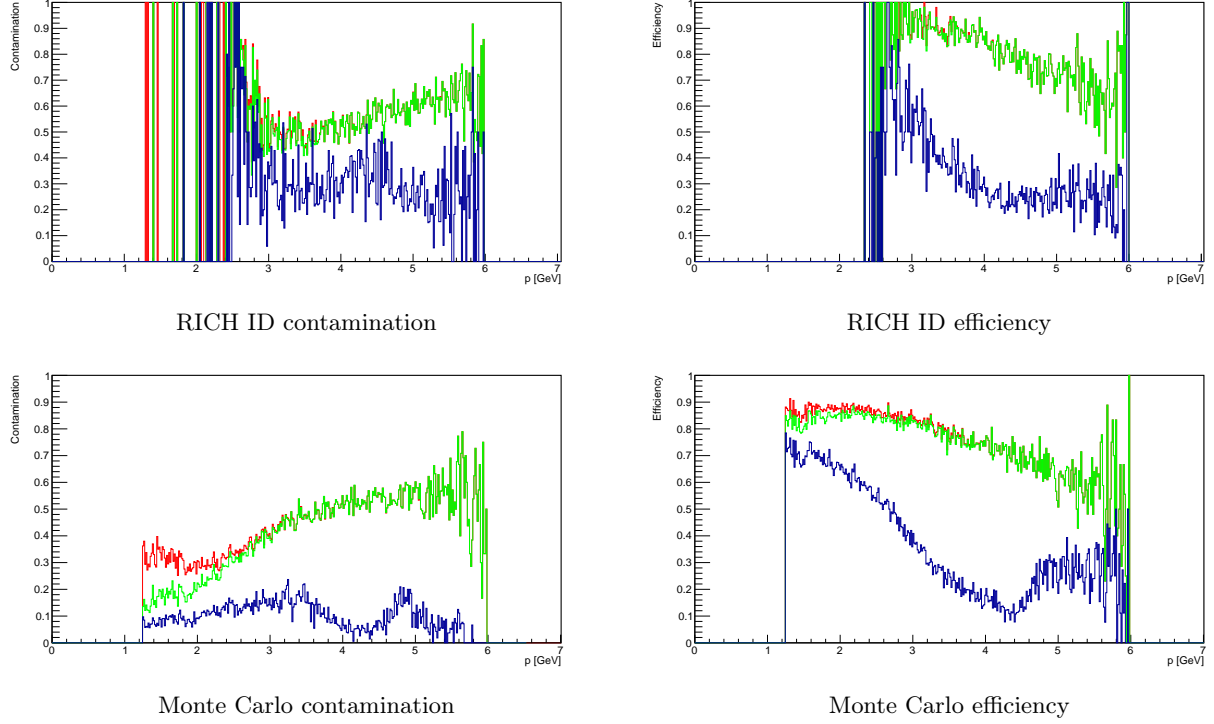 Contamination
1
0.9
0.8
0.7
0.6
0.5
0.4
0.3
0.2
0.1
0
0 1 2 3 4 5 6 7
p [GeV]
RICH ID contamination
Efficiency
1
0.9
0.8
0.7
0.6
0.5
0.4
0.3
0.2
0.1
0
0 1 2 3 4 5 6 7
p [GeV]
RICH ID efficiency
Contamination
1
0.9
0.8
0.7
0.6
0.5
0.4
0.3
0.2
0.1
0
0 1 2 3 4 5 6 7
p [GeV]
Monte Carlo contamination
Efficiency
1
0.9
0.8
0.7
0.6
0.5
0.4
0.3
0.2
0.1
0
0 1 2 3 4 5 6 7
p [GeV]
Monte Carlo efficiency